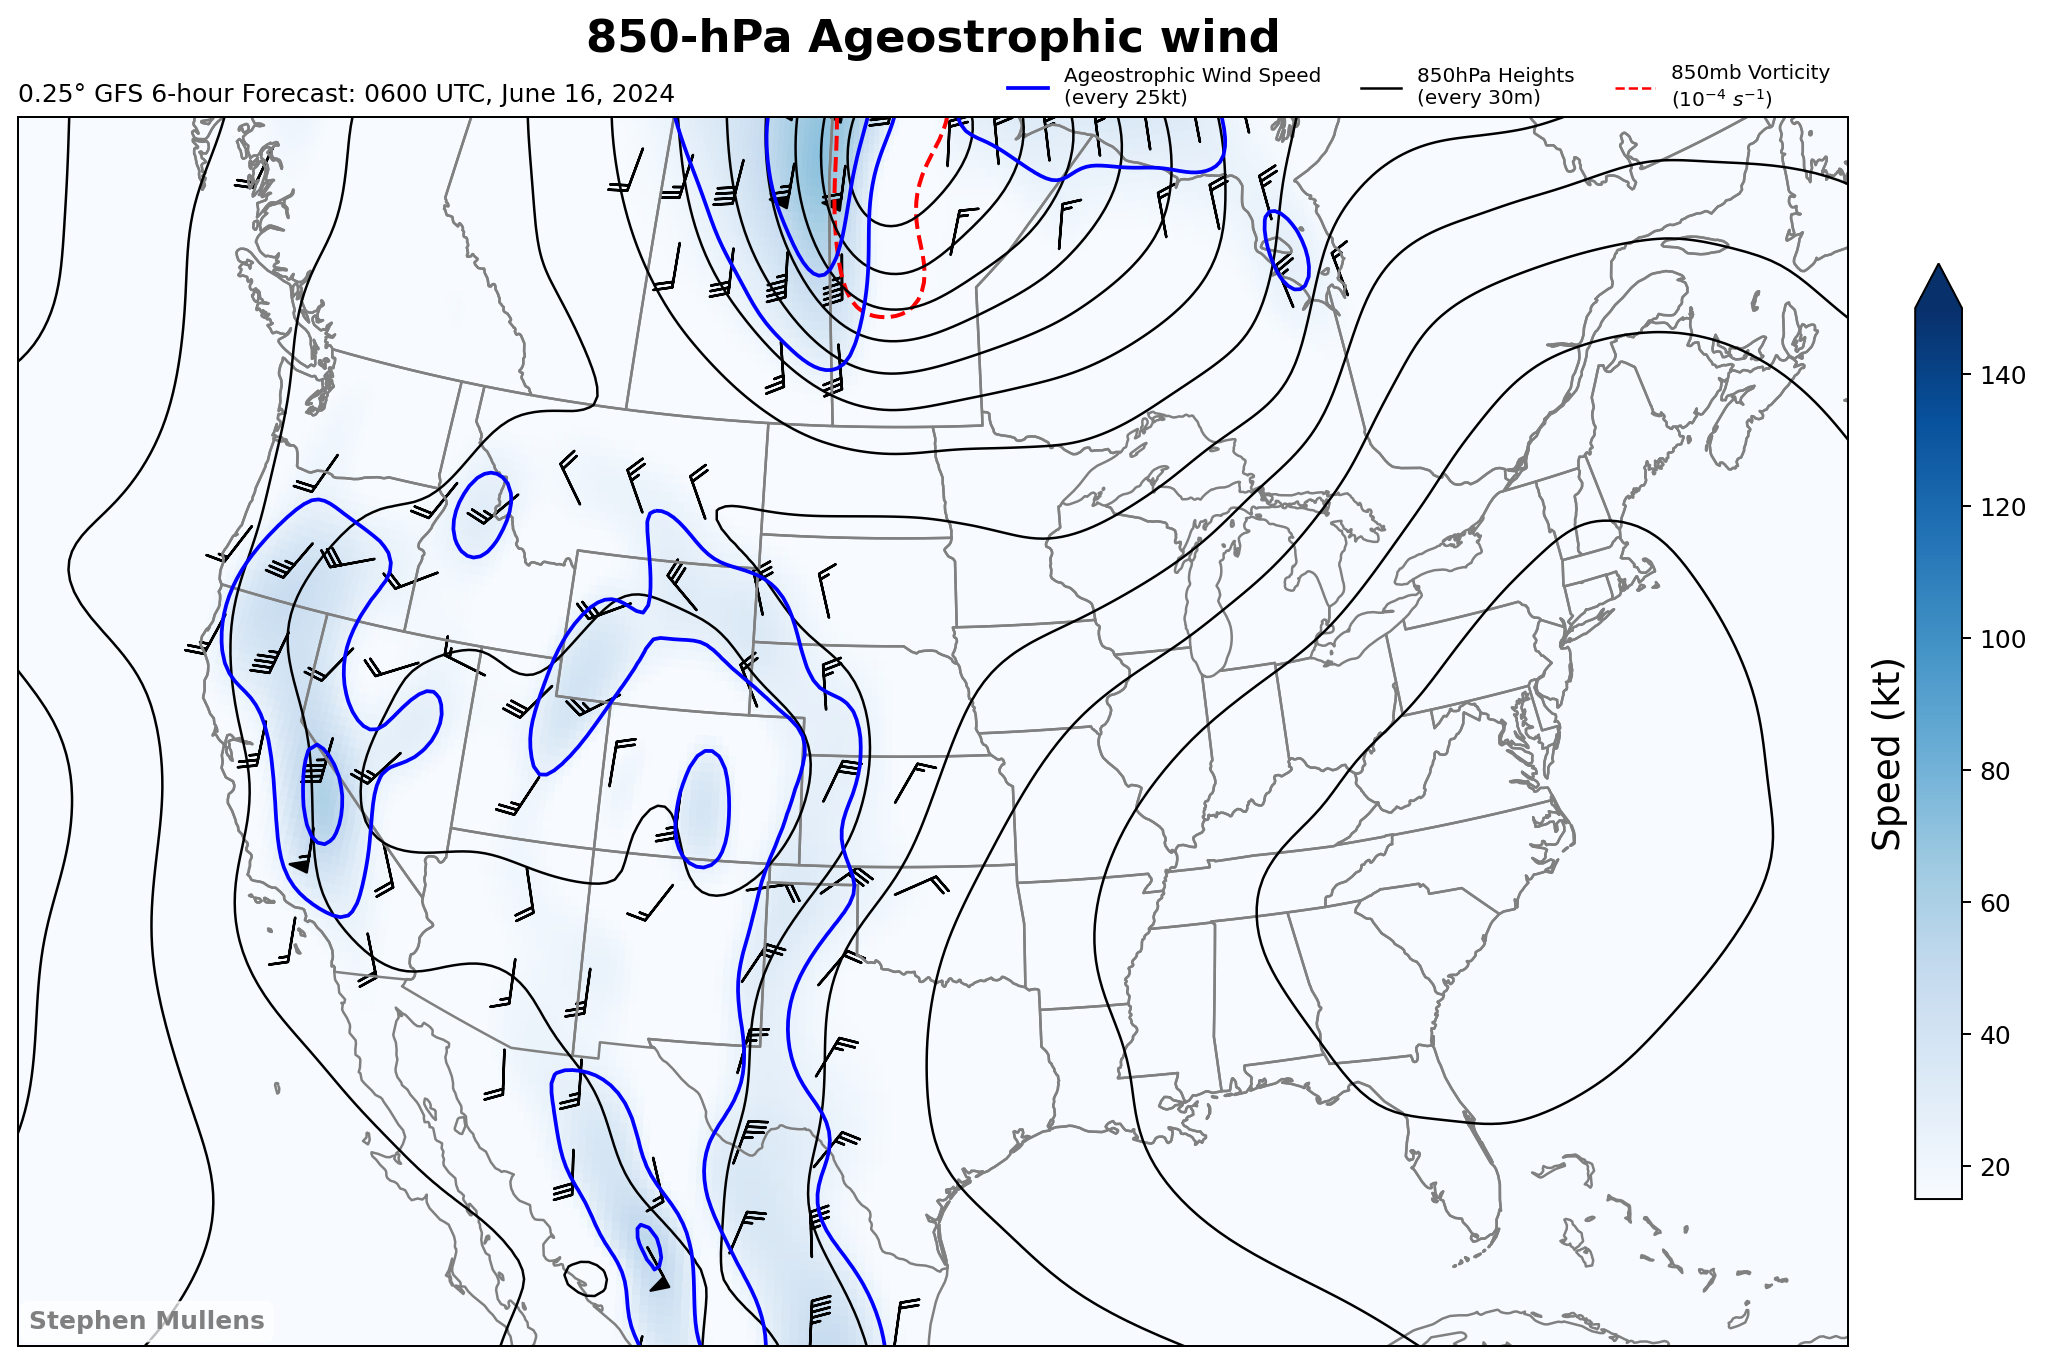 850-hPa Ageostrophic wind
0.25° GFS 6-hour Forecast: 0600 UTC, June 16, 2024
Ageostrophic Wind Speed
(every 25kt)
850hPa Heights
(every 30m)
850mb Vorticity
(10⁻⁴ s⁻¹)
140
120
100
80
60
40
20
Speed (kt)
Stephen Mullens